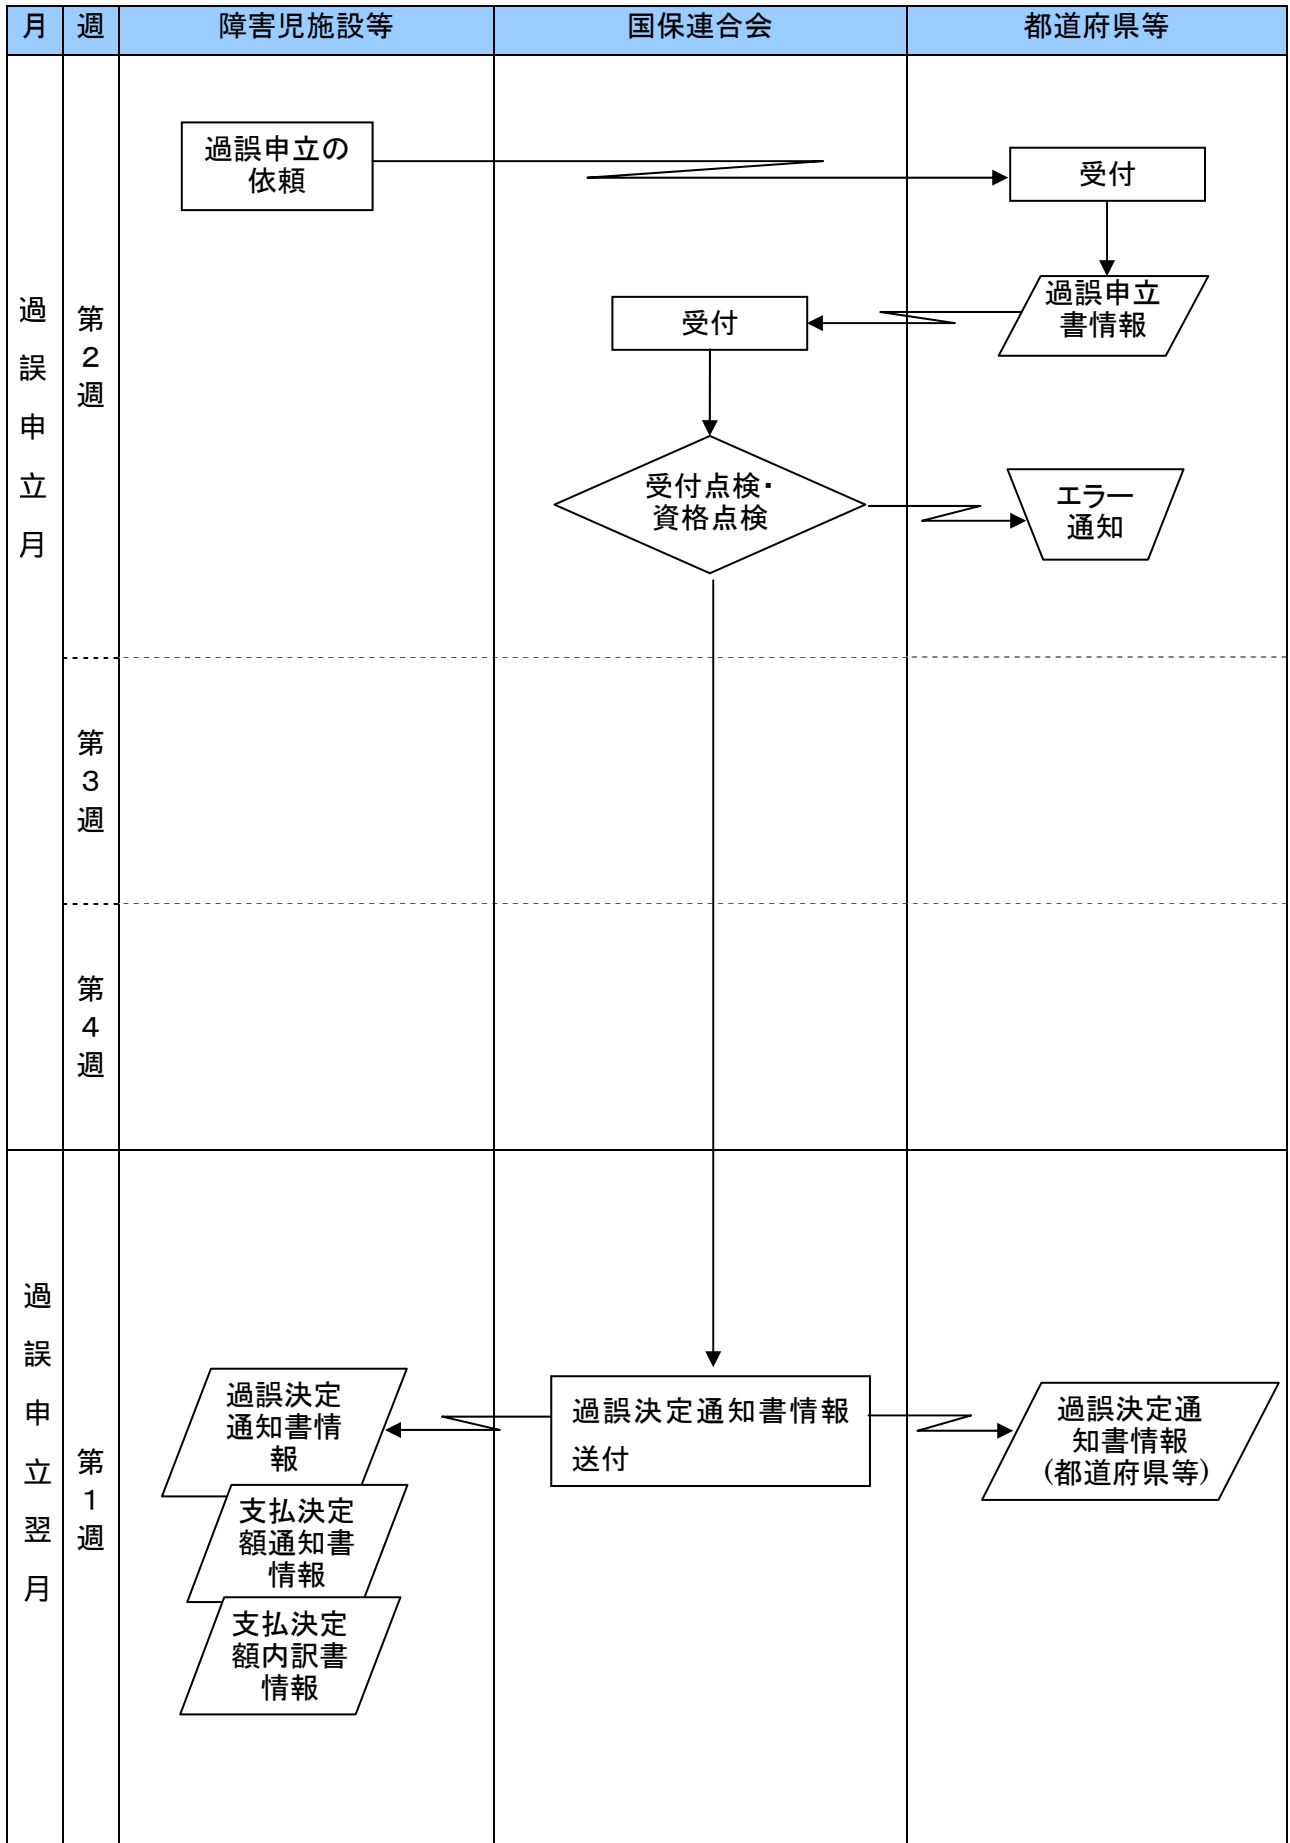 月 週 障害児施設等 国保連合会 都道府県等
過誤申立月
第2週
過誤申立の
依頼
受付
過誤申立
書情報
受付
受付点検・
資格点検
エラー
通知
第3週
第4週
過誤申立翌月
第1週
過誤決定
通知書情
報
支払決定
額通知書
情報
支払決定
額内訳書
情報
過誤決定通知書情報
送付
過誤決定通
知書情報
(都道府県等)